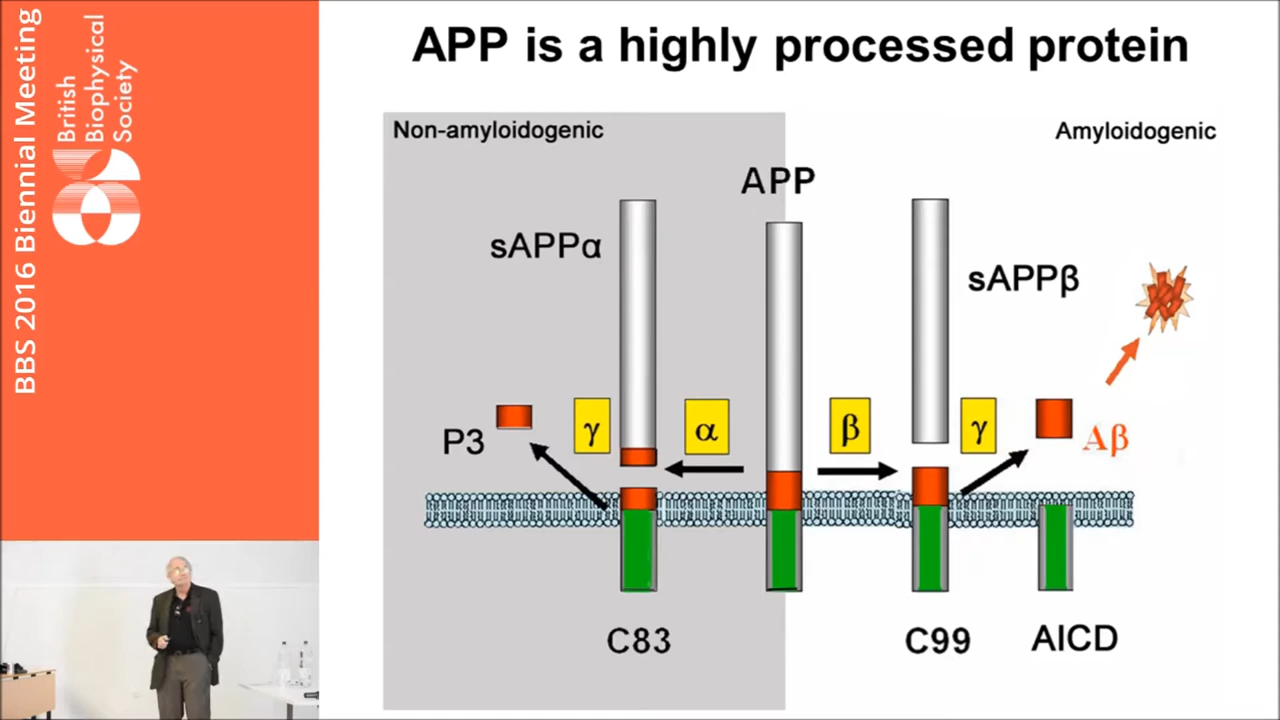 BBS 2016 Biennial Meeting
British
Biophysical
Society
APP is a highly processed protein
Non-amyloidogenic
Amyloidogenic
APP
sAPPα
sAPPβ
P3
γ
α
β
γ
Aβ
C83
C99
AICD